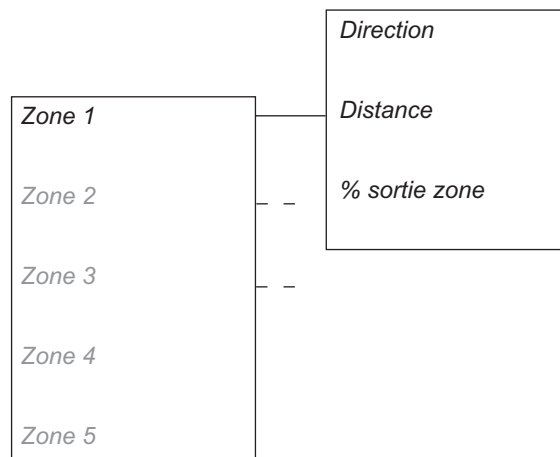 Direction
Distance
% sortie zone
Zone 1
Zone 2
Zone 3
Zone 4
Zone 5